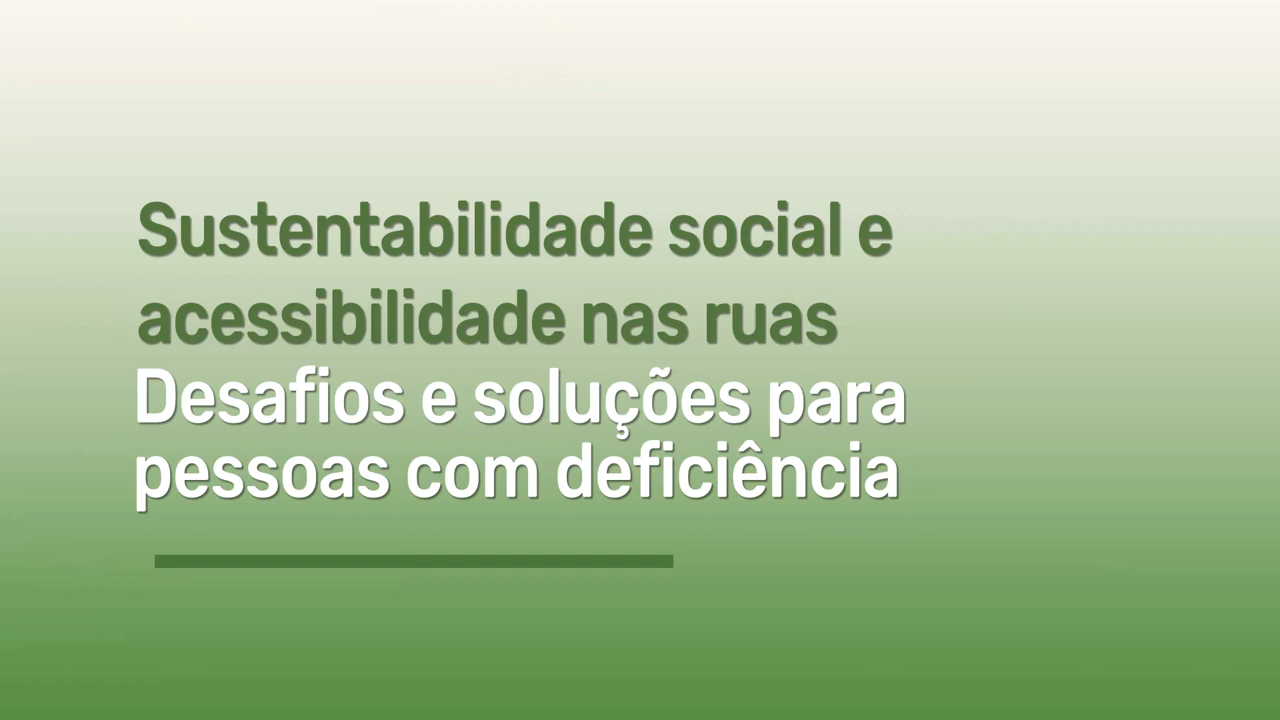 Sustentabilidade social e
acessibilidade nas ruas
Desafios e soluções para
pessoas com deficiência